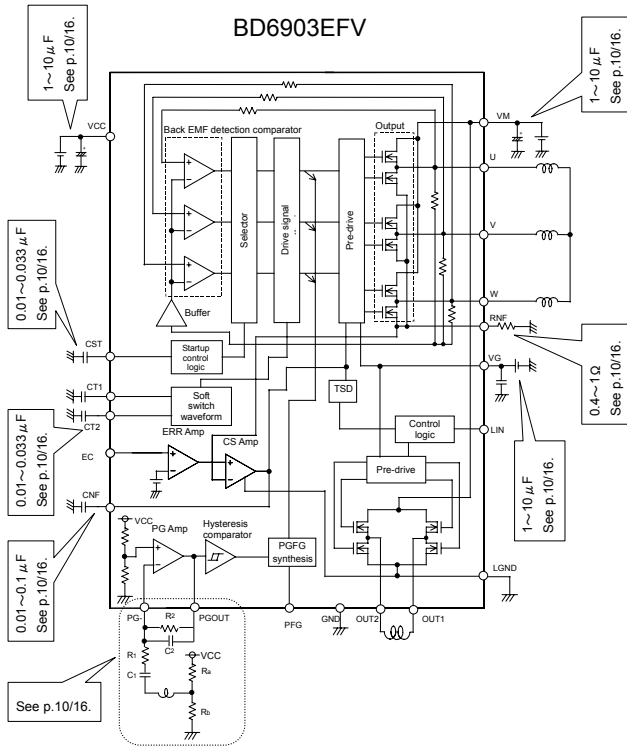 BD6903EFV
1～10μF
See p.10/16.
VCC
Back EMF detection comparator
Output
VM
1～10μF
See p.10/16.
U
V
W
Selector
Drive signal
Pre-drive
Buffer
RNF
0.01～0.033μF
See p.10/16.
CST
Startup
control
logic
VG
0.4～1Ω
See p.10/16.
CT1
CT2
Soft
switch
waveform
TSD
Control
logic
LIN
0.01～0.033μF
See p.10/16.
EC
ERR Amp
CS Amp
Pre-drive
1～10μF
See p.10/16.
CNF
0.01～0.1μF
See p.10/16.
VCC
PG Amp
Hysteresis
comparator
PGFG
synthesis
LGND
PG-
PGOUT
PFG
GND
OUT2
OUT1
R2
C2
R1
C1
VCC
Ra
Rb
See p.10/16.